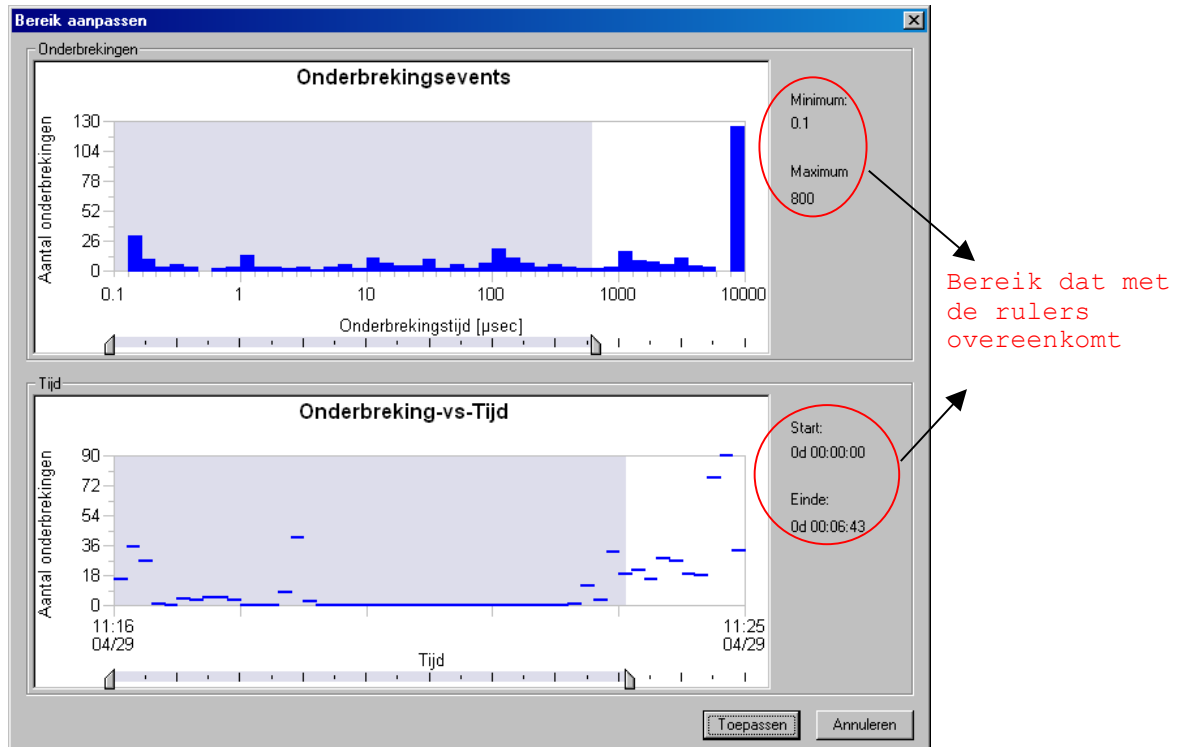 Bereik aanpassen
Onderbrekingen
Onderbrekingsevents
Aantal onderbrekingen
130
104
78
52
26
0
0.1
1
10
100
1000
10000
Onderbrekingstijd [µsec]
Minimum:
0.1
Maximum
800
Bereik dat met
de rulers
overeenkomt
Tijd
Onderbreking-vs-Tijd
Aantal onderbrekingen
90
72
54
36
18
0
11:16
04/29
11:25
04/29
Tijd
Start:
0d 00:00:00
Einde:
0d 00:06:43
Toepassen
Annuleren